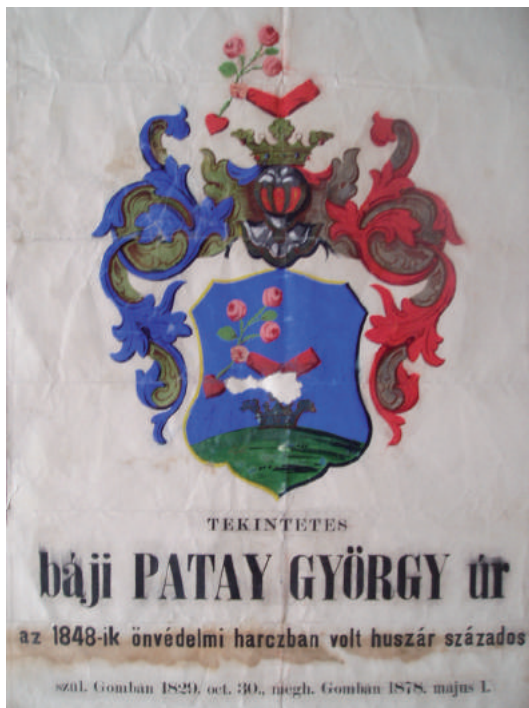 TEKINTETES
báji PATAY GYÖRGY úr
az 1848-ik önvédelmi harczban volt huszár százados
szül. Gombán 1829. oct. 30., megh. Gombán 1878. május 1.